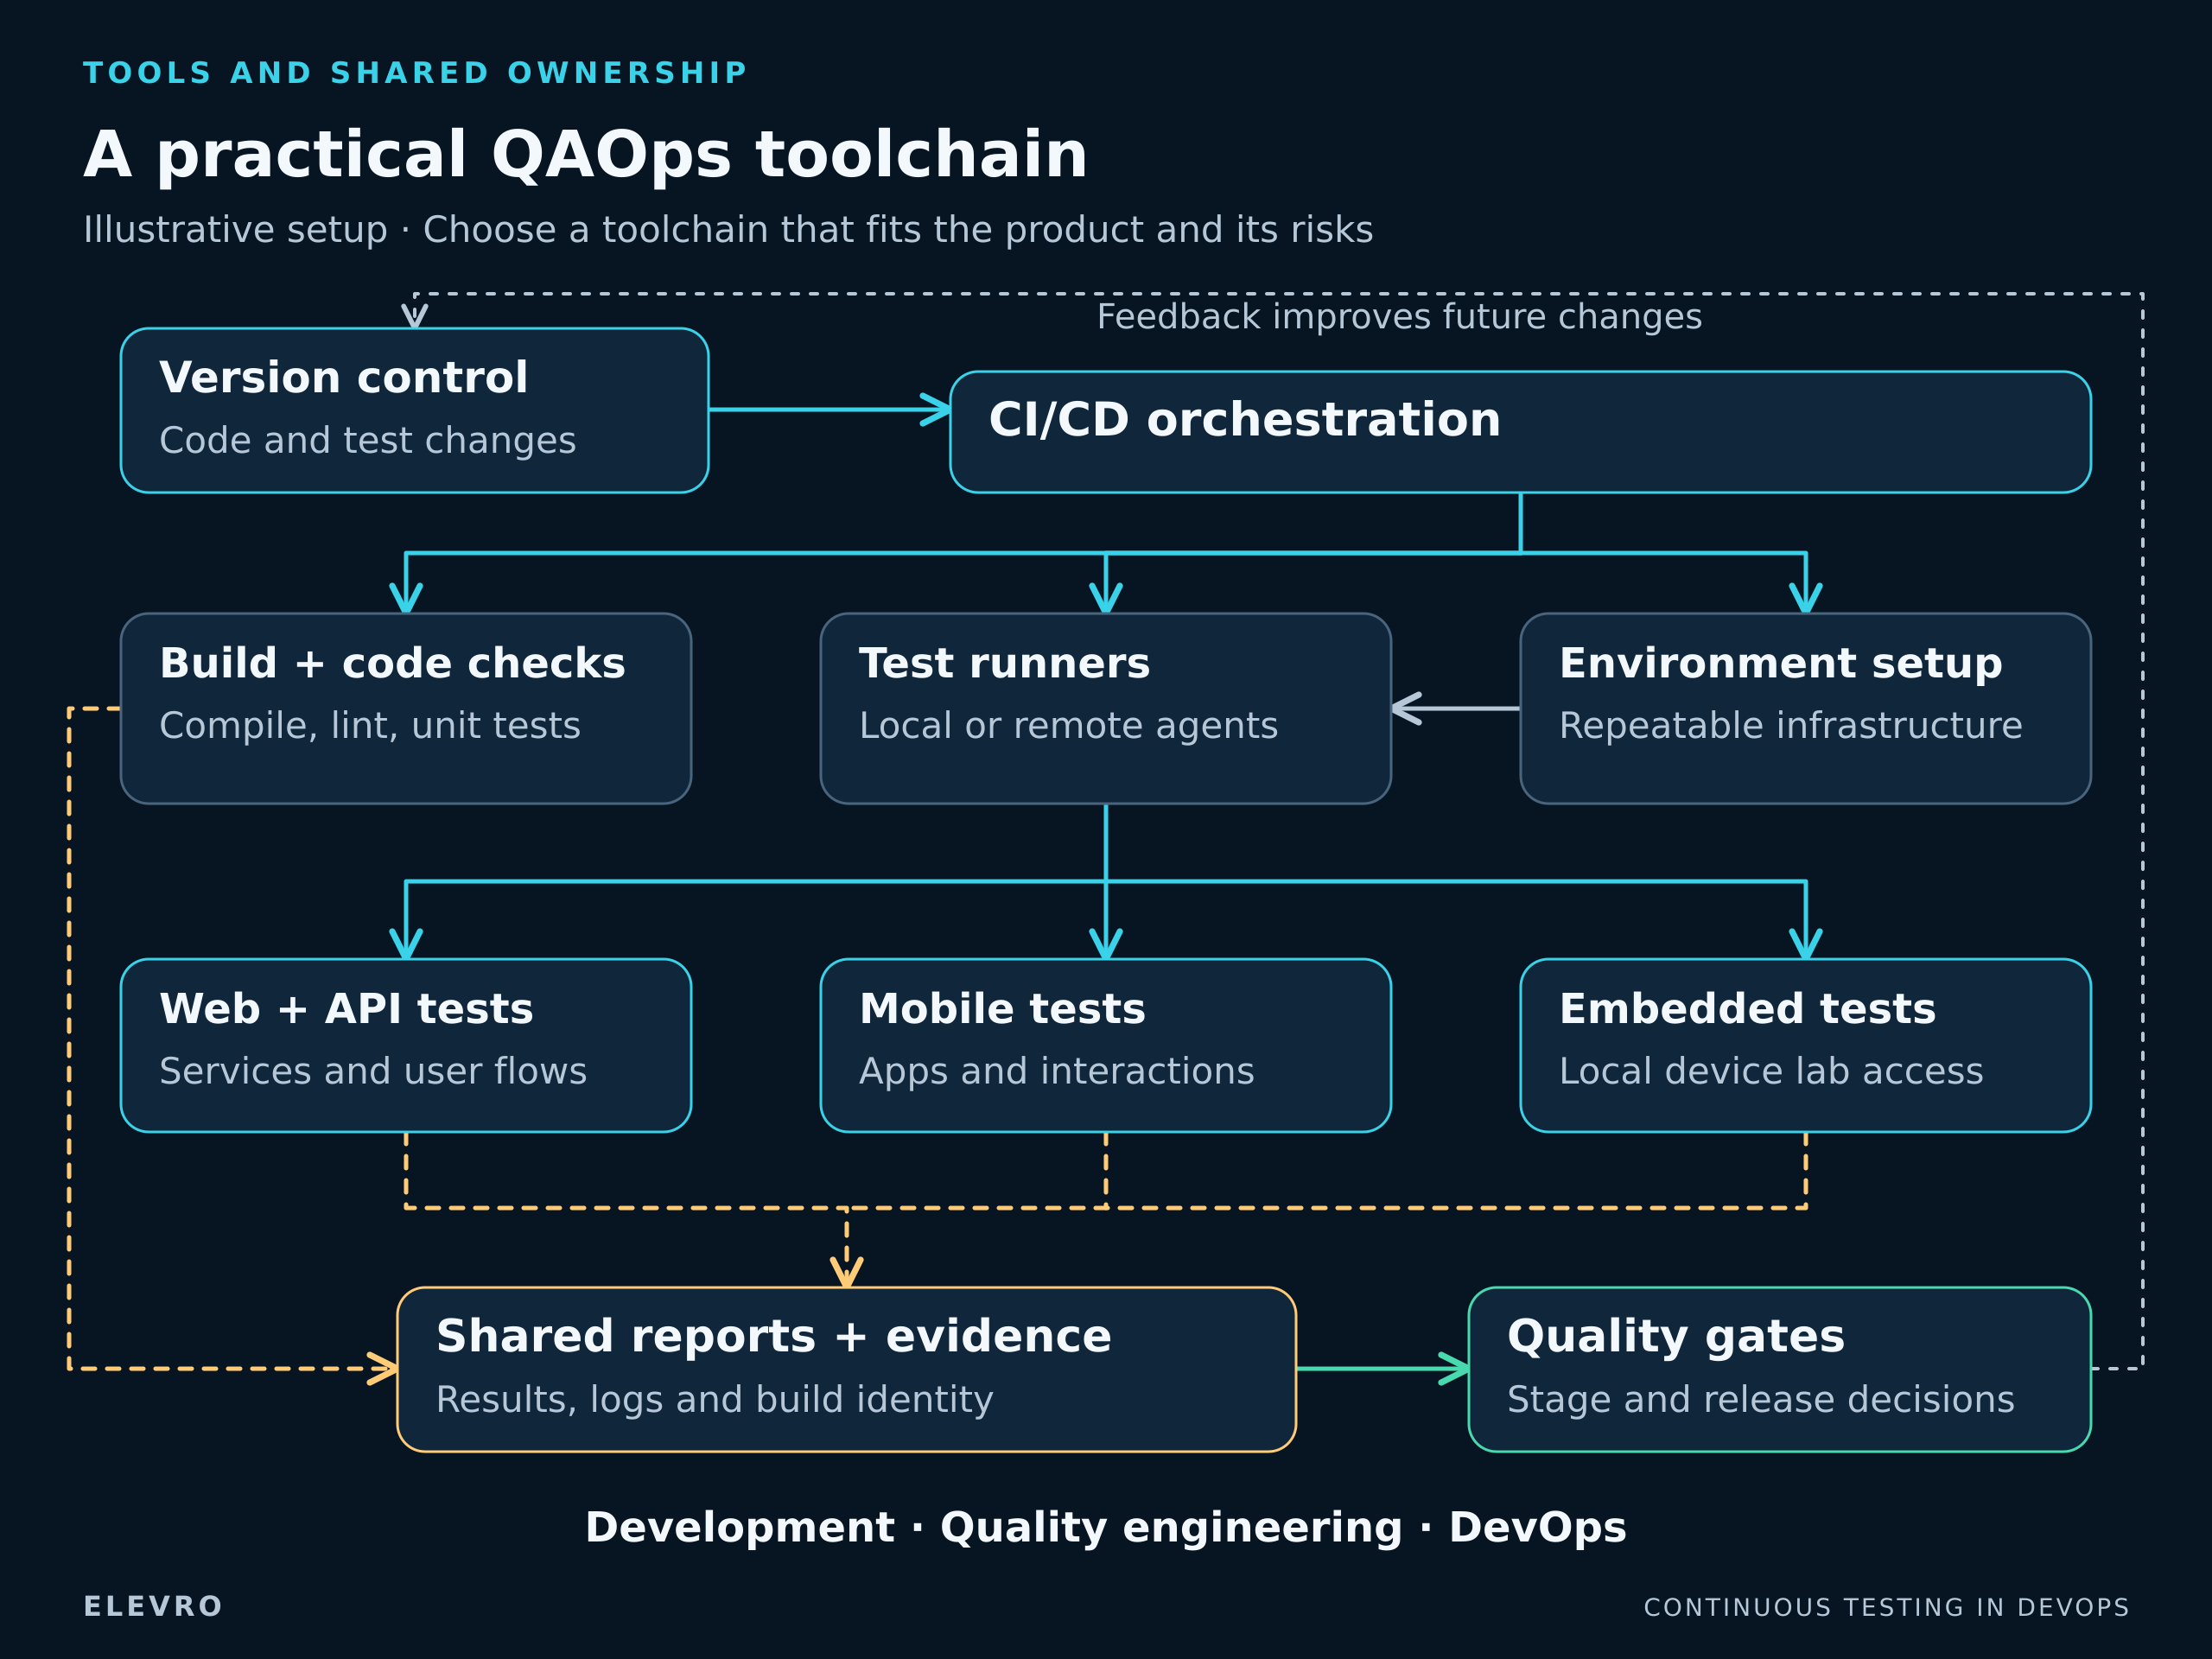 TOOLS AND SHARED OWNERSHIP
A practical QAOps toolchain
Illustrative setup · Choose a toolchain that fits the product and its risks
Feedback improves future changes
Version control
Code and test changes
CI/CD orchestration
Build + code checks
Compile, lint, unit tests
Test runners
Local or remote agents
Environment setup
Repeatable infrastructure
Web + API tests
Services and user flows
Mobile tests
Apps and interactions
Embedded tests
Local device lab access
Shared reports + evidence
Results, logs and build identity
Quality gates
Stage and release decisions
Development · Quality engineering · DevOps
ELEVRO
CONTINUOUS TESTING IN DEVOPS